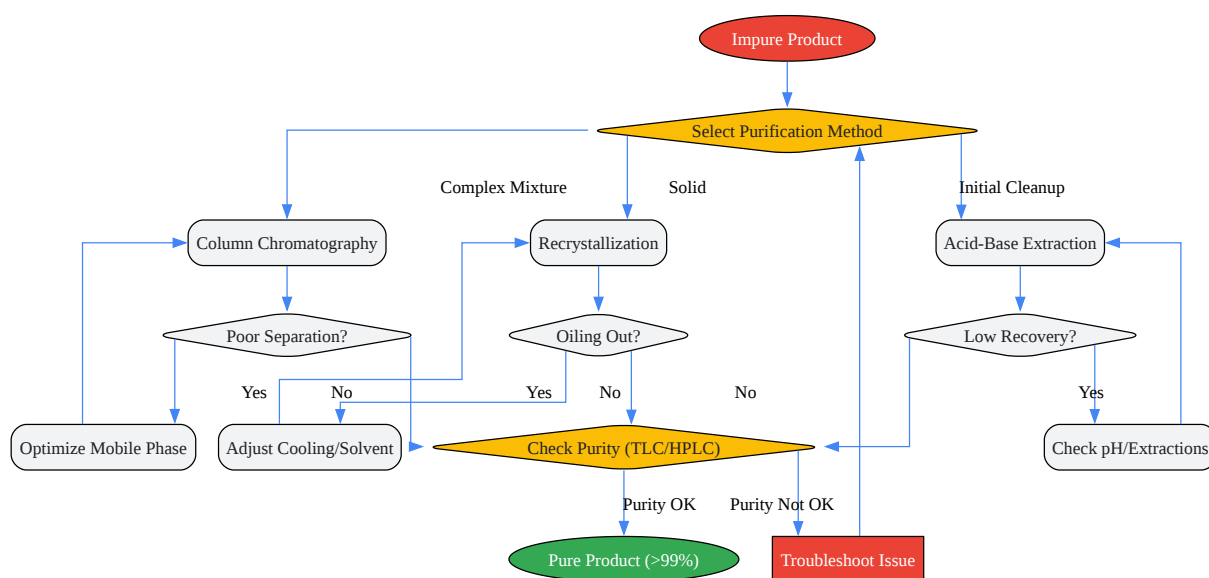 Impure Product
Select Purification Method
Complex Mixture
Solid
Initial Cleanup
Column Chromatography
Recrystallization
Acid-Base Extraction
Poor Separation?
Oiling Out?
Low Recovery?
Yes
No
Yes
No
No
Yes
Optimize Mobile Phase
Adjust Cooling/Solvent
Check Purity (TLC/HPLC)
Check pH/Extractions
Purity OK
Purity Not OK
Pure Product (>99%)
Troubleshoot Issue